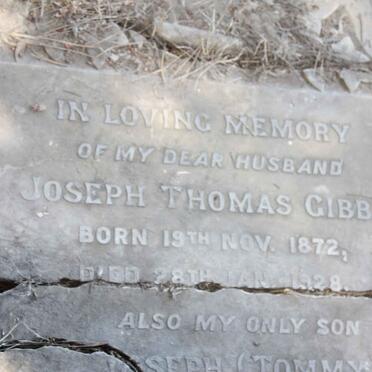 IN LOVING MEMORY
OF MY DEAR HUSBAND
JOSEPH THOMAS GIBB
BORN 19TH NOV. 1872,
DIED 28TH JAN. 1928.
ALSO MY ONLY SON
JOSEPH (TOMMY